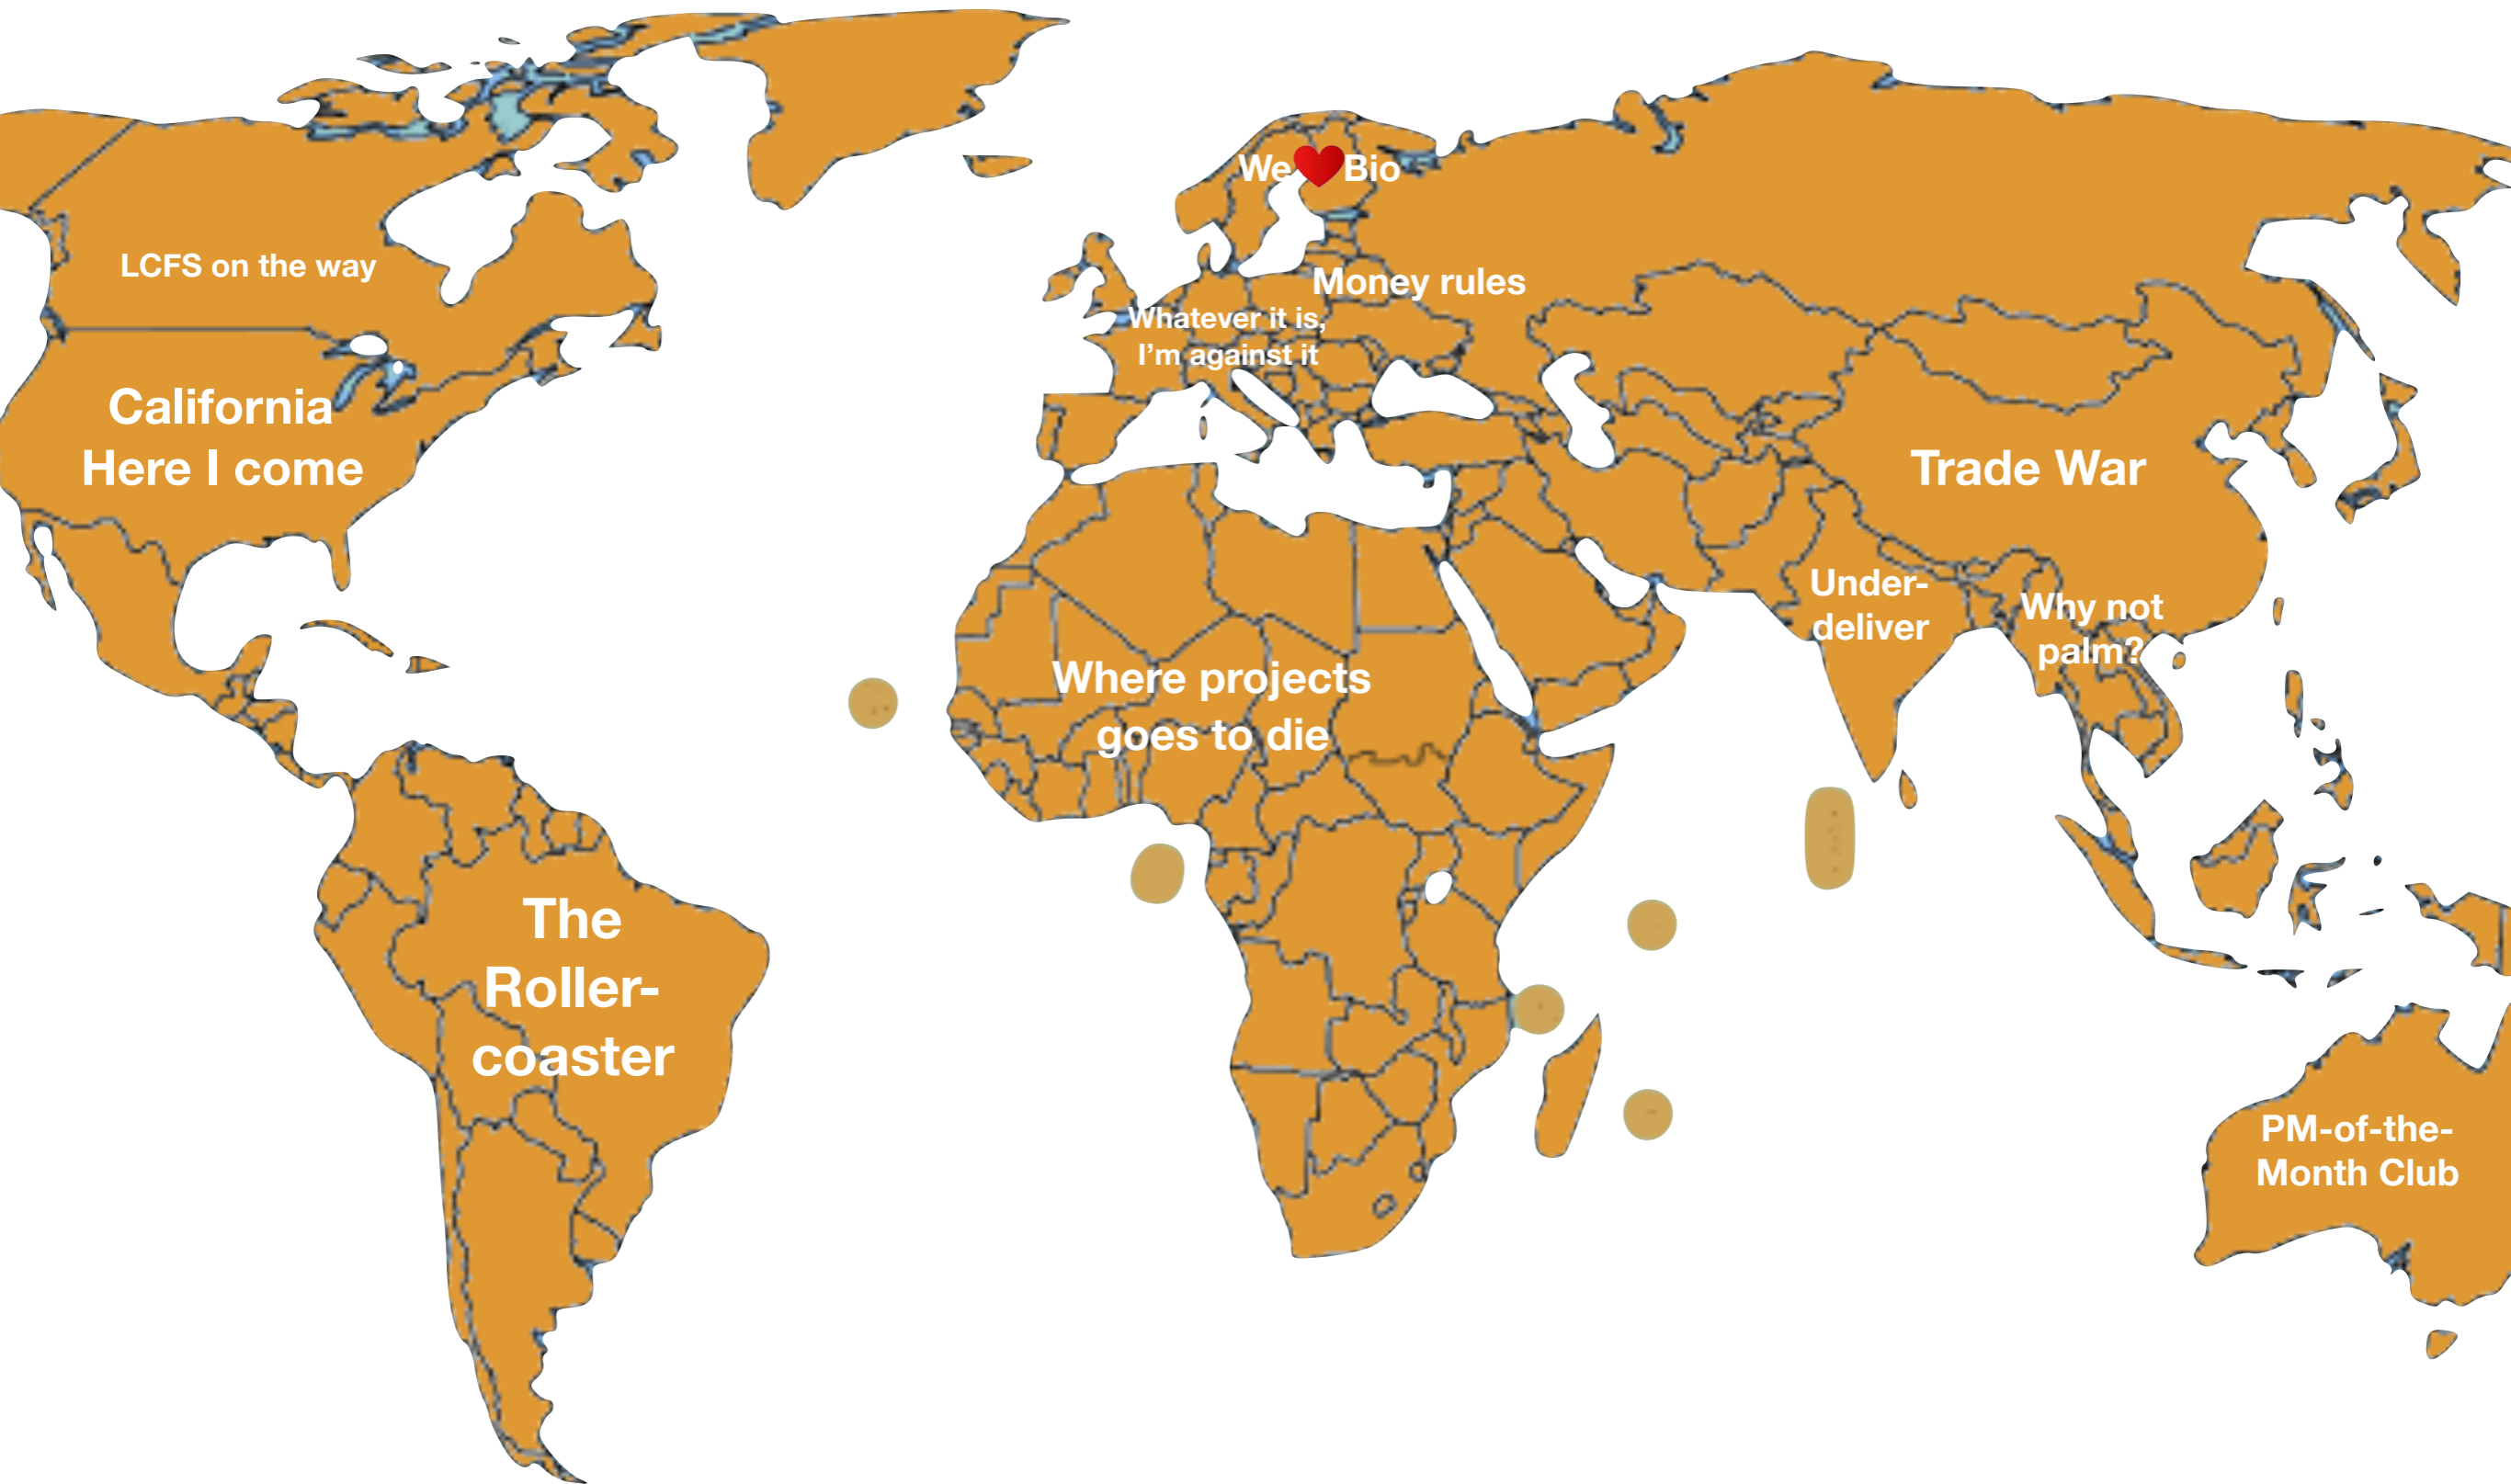 We ❤ Bio
LCFS on the way
Money rules
Whatever it is,
I'm against it
California
Here I come
Trade War
Under-
deliver
Why not
palm?
Where projects
goes to die
The
Roller-
coaster
PM-of-the-
Month Club